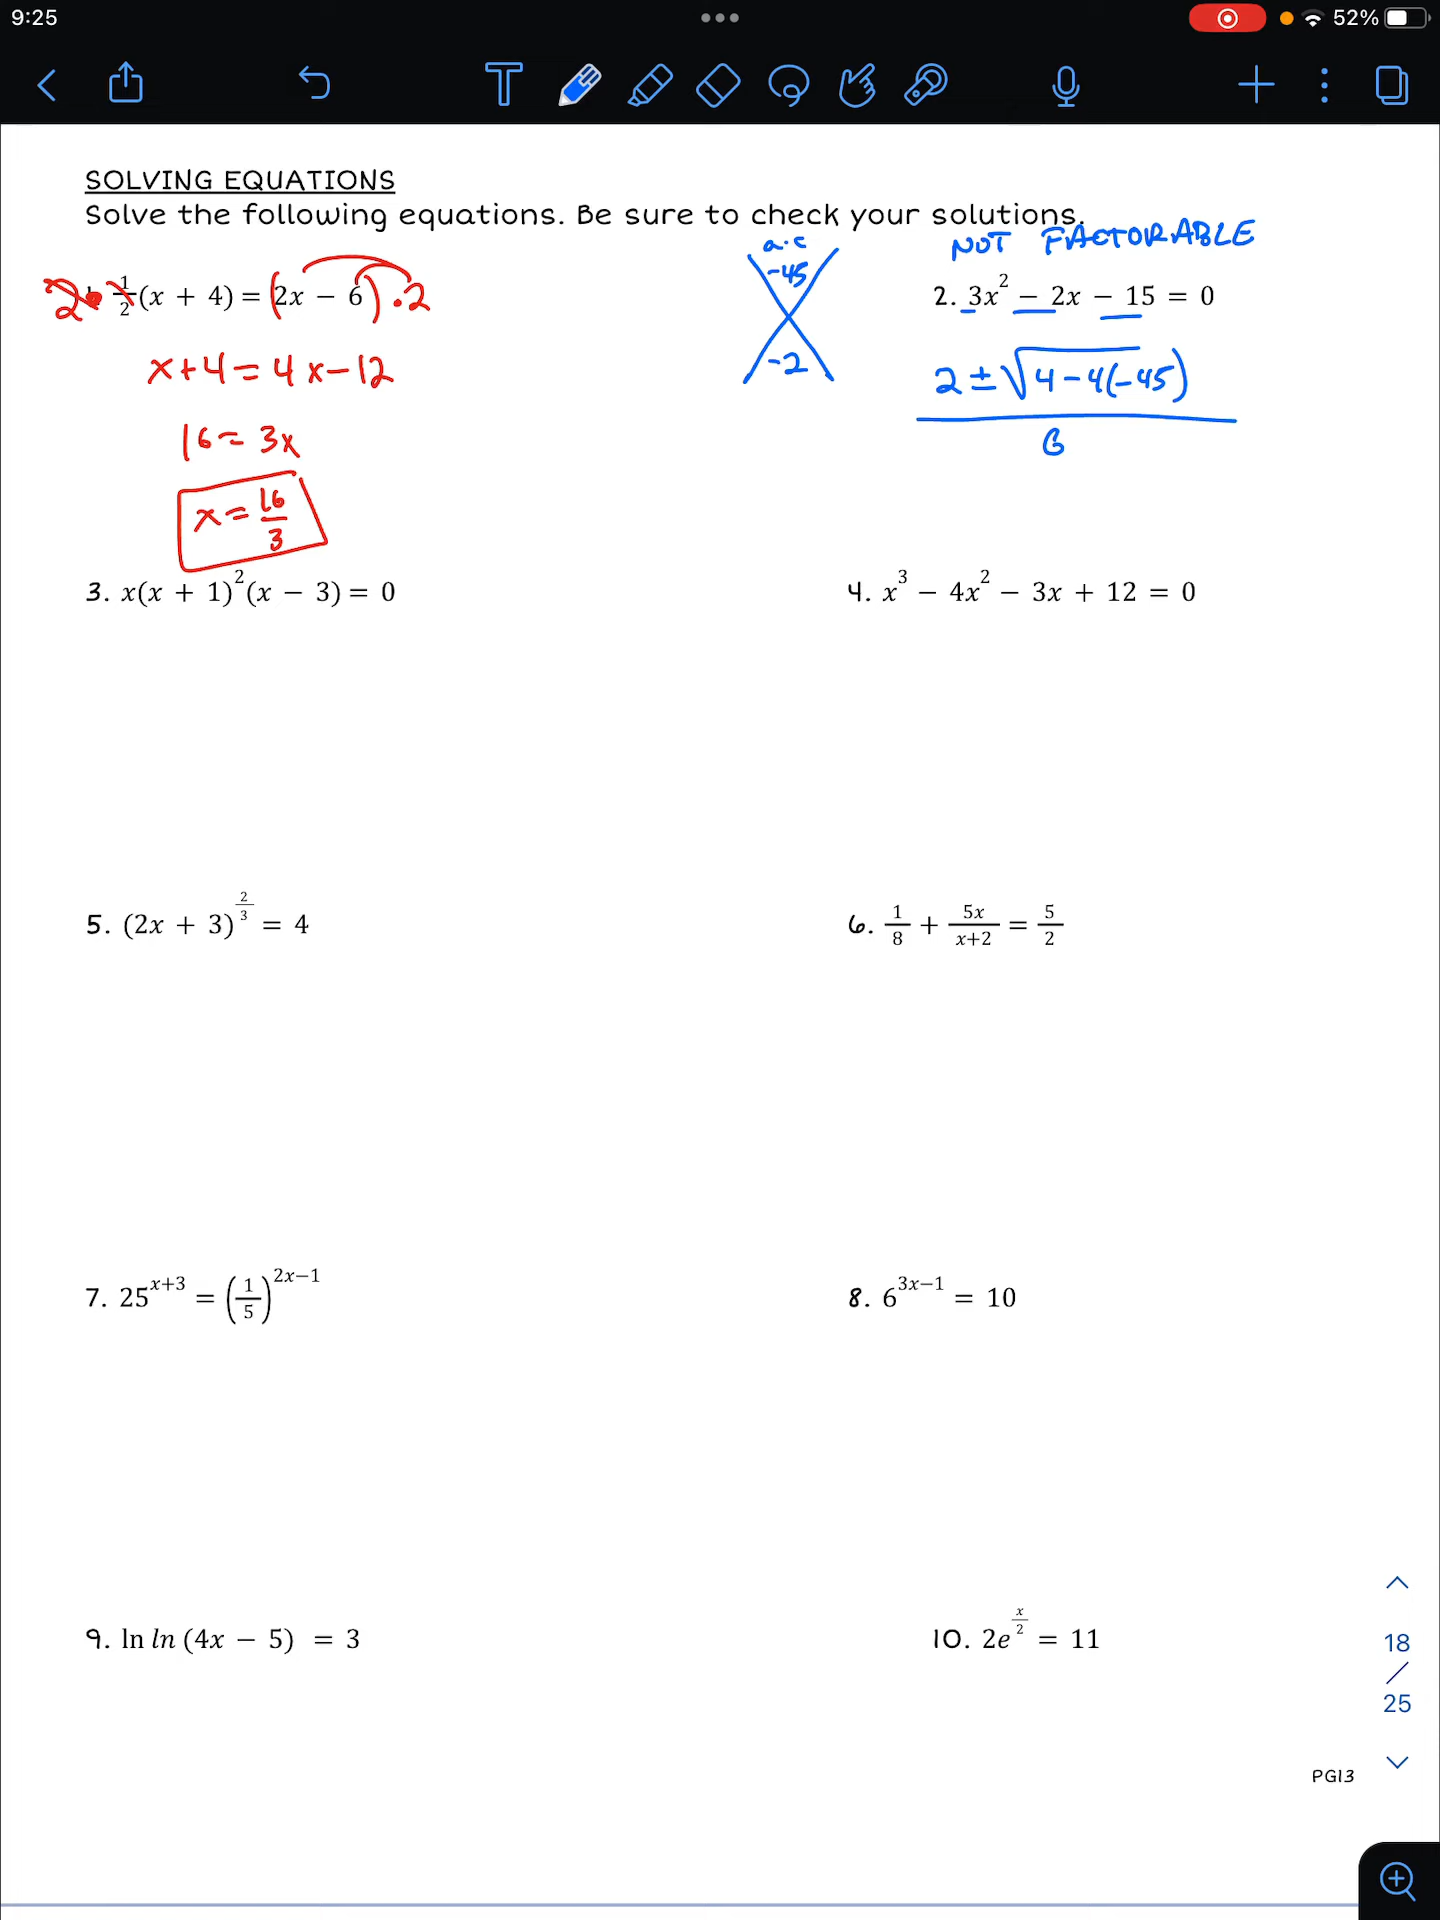 9:25
52%
SOLVING EQUATIONS
Solve the following equations. Be sure to check your solutions.
2• 1/2(x + 4) = (2x − 6) •2
x+4=4x−12
16=3x
x=16/3
a·c
-45
-2
NOT FACTORABLE
2. 3x² − 2x − 15 = 0
2 ± √4−4(−45)
6
3. x(x + 1)²(x − 3) = 0
4. x³ − 4x² − 3x + 12 = 0
5. (2x + 3)^(2/3) = 4
6. 1/8 + 5x/(x+2) = 5/2
7. 25^(x+3) = (1/5)^(2x−1)
8. 6^(3x−1) = 10
9. ln ln (4x − 5) = 3
10. 2e^(x/2) = 11
18
/
25
PG13